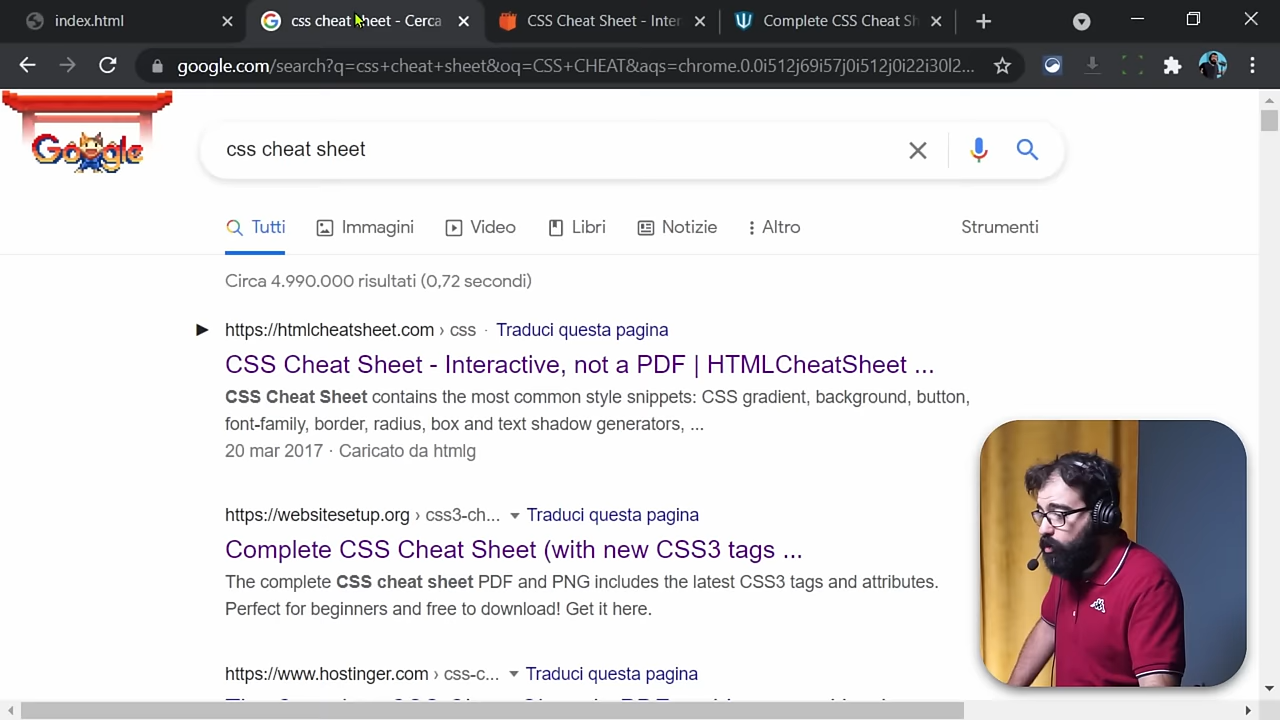 index.html
css cheat sheet - Cerca
CSS Cheat Sheet - Inter
Complete CSS Cheat Sh
google.com/search?q=css+cheat+sheet&oq=CSS+CHEAT&aqs=chrome.0.0i512j69i57j0i512j0i22i30l2...
Google
css cheat sheet
Tutti
Immagini
Video
Libri
Notizie
Altro
Strumenti
Circa 4.990.000 risultati (0,72 secondi)
https://htmlcheatsheet.com › css · Traduci questa pagina
CSS Cheat Sheet - Interactive, not a PDF | HTMLCheatSheet ...
CSS Cheat Sheet contains the most common style snippets: CSS gradient, background, button,
font-family, border, radius, box and text shadow generators, ...
20 mar 2017 · Caricato da htmlg
https://websitesetup.org › css3-ch... Traduci questa pagina
Complete CSS Cheat Sheet (with new CSS3 tags ...
The complete CSS cheat sheet PDF and PNG includes the latest CSS3 tags and attributes.
Perfect for beginners and free to download! Get it here.
https://www.hostinger.com › css-c... Traduci questa pagina